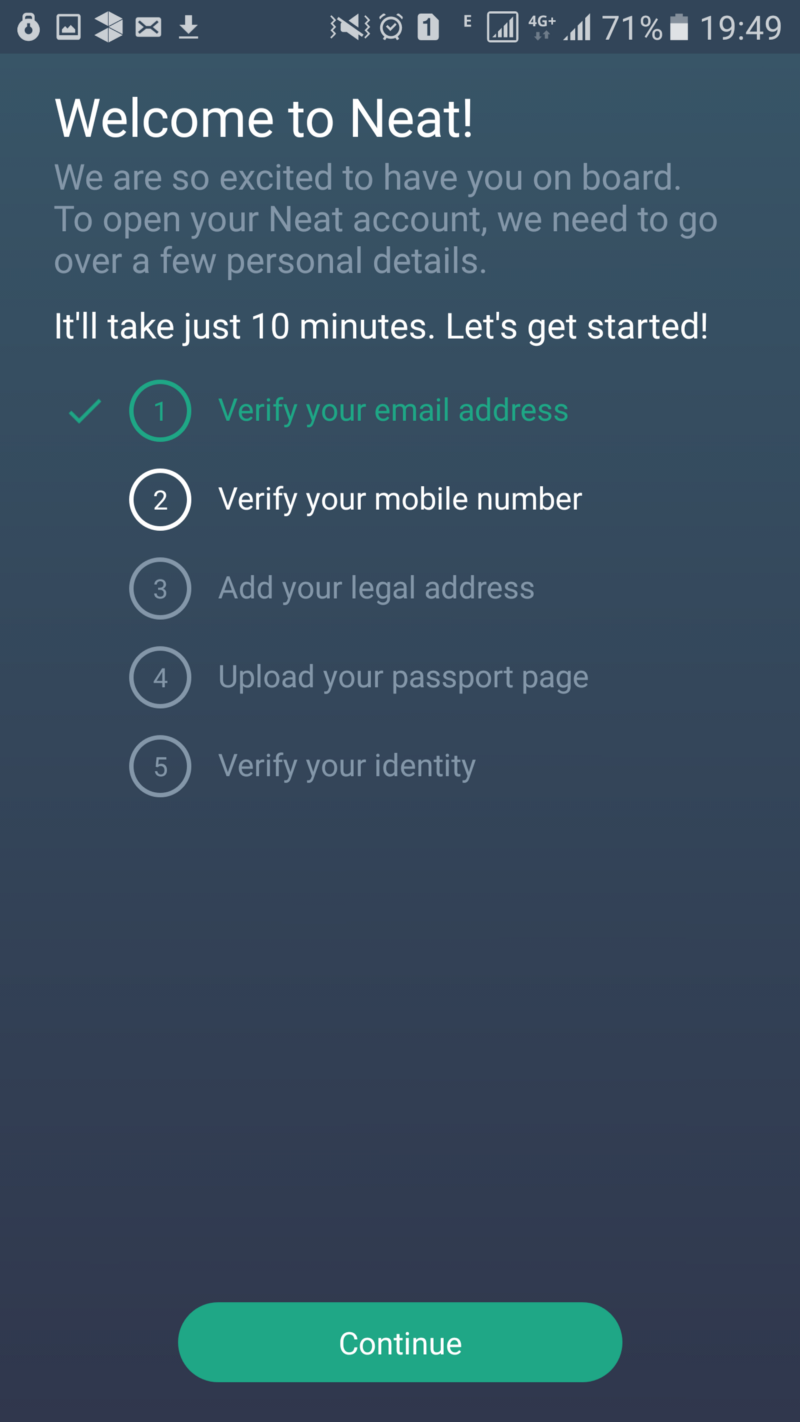 1 E 4G+ 71% 19:49
Welcome to Neat!
We are so excited to have you on board.
To open your Neat account, we need to go
over a few personal details.
It'll take just 10 minutes. Let's get started!
1 Verify your email address
2 Verify your mobile number
3 Add your legal address
4 Upload your passport page
5 Verify your identity
Continue